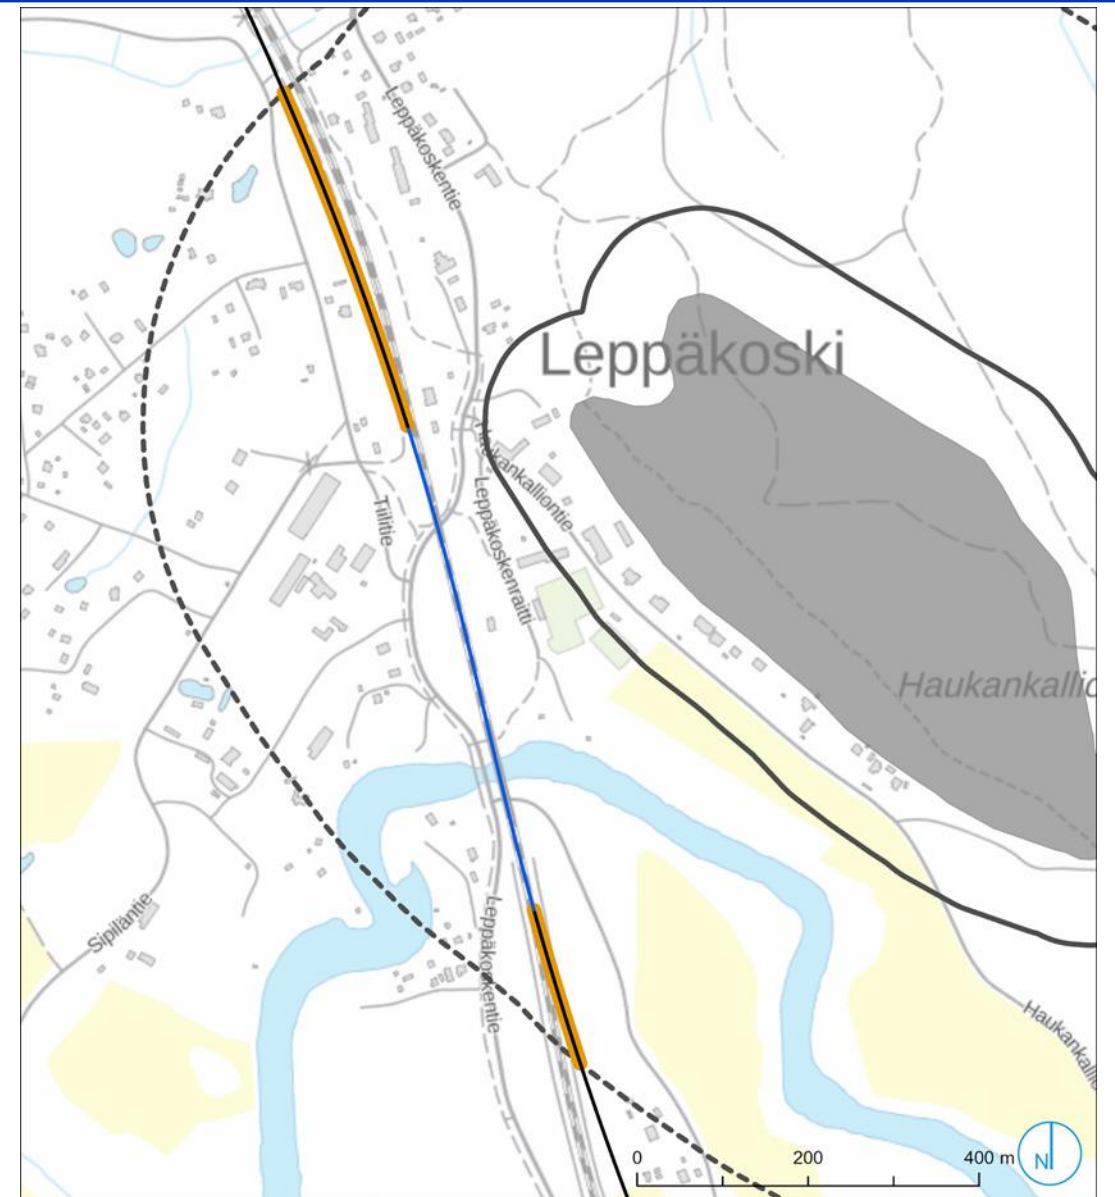 Leppäkoskentie
Leppäkoski
Haukankalliontie
Tiilitie
Leppäkoskenraitti
Haukankallio
Sipiläntie
Leppäkoskentie
Haukankallio
0 200 400 m
N